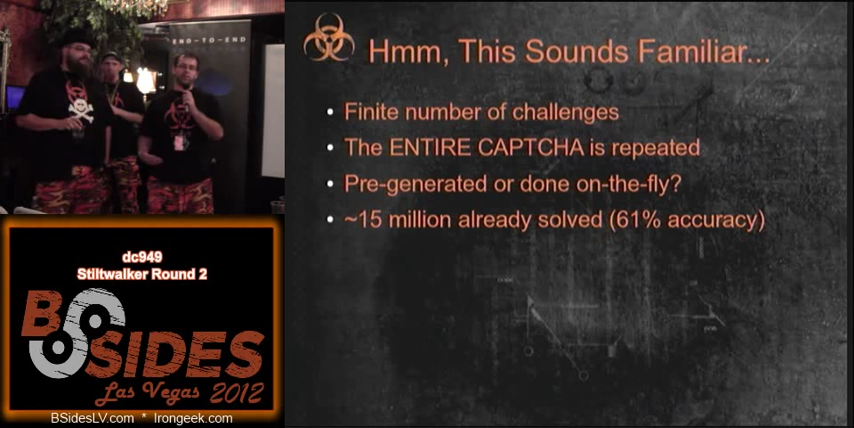 END-TO-END
Hmm, This Sounds Familiar...
• Finite number of challenges
• The ENTIRE CAPTCHA is repeated
• Pre-generated or done on-the-fly?
• ~15 million already solved (61% accuracy)
dc949
Stiltwalker Round 2
BSIDES
Las Vegas 2012
BSidesLV.com * Irongeek.com